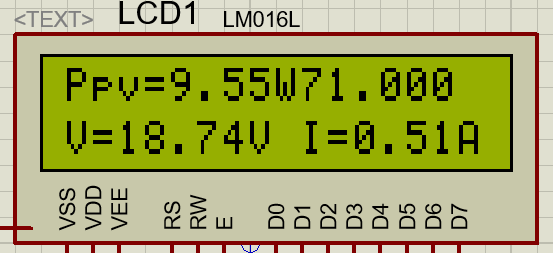 <TEXT> LCD1 LM016L
Ppv=9.55W71.000
V=18.74V I=0.51A
VSS VDD VEE RS RW E D0 D1 D2 D3 D4 D5 D6 D7